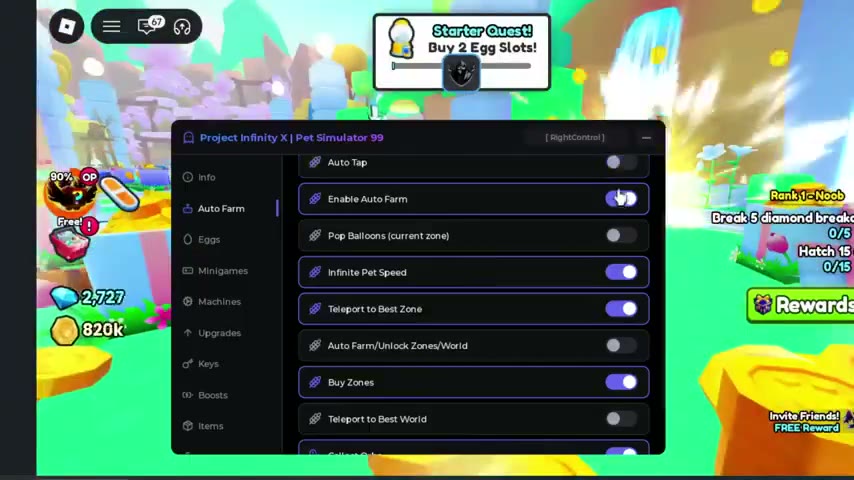 67
Starter Quest!
Buy 2 Egg Slots!
Project Infinity X | Pet Simulator 99
[ RightControl ]
Info
Auto Farm
Eggs
Minigames
Machines
Upgrades
Keys
Boosts
Items
Auto Tap
Enable Auto Farm
Pop Balloons (current zone)
Infinite Pet Speed
Teleport to Best Zone
Auto Farm/Unlock Zones/World
Buy Zones
Teleport to Best World
90%
OP
Free!
2,727
820k
Rank 1 - Noob
Break 5 diamond breaka
0/5
Hatch 15
0/15
Rewards
Invite Friends!
FREE Reward